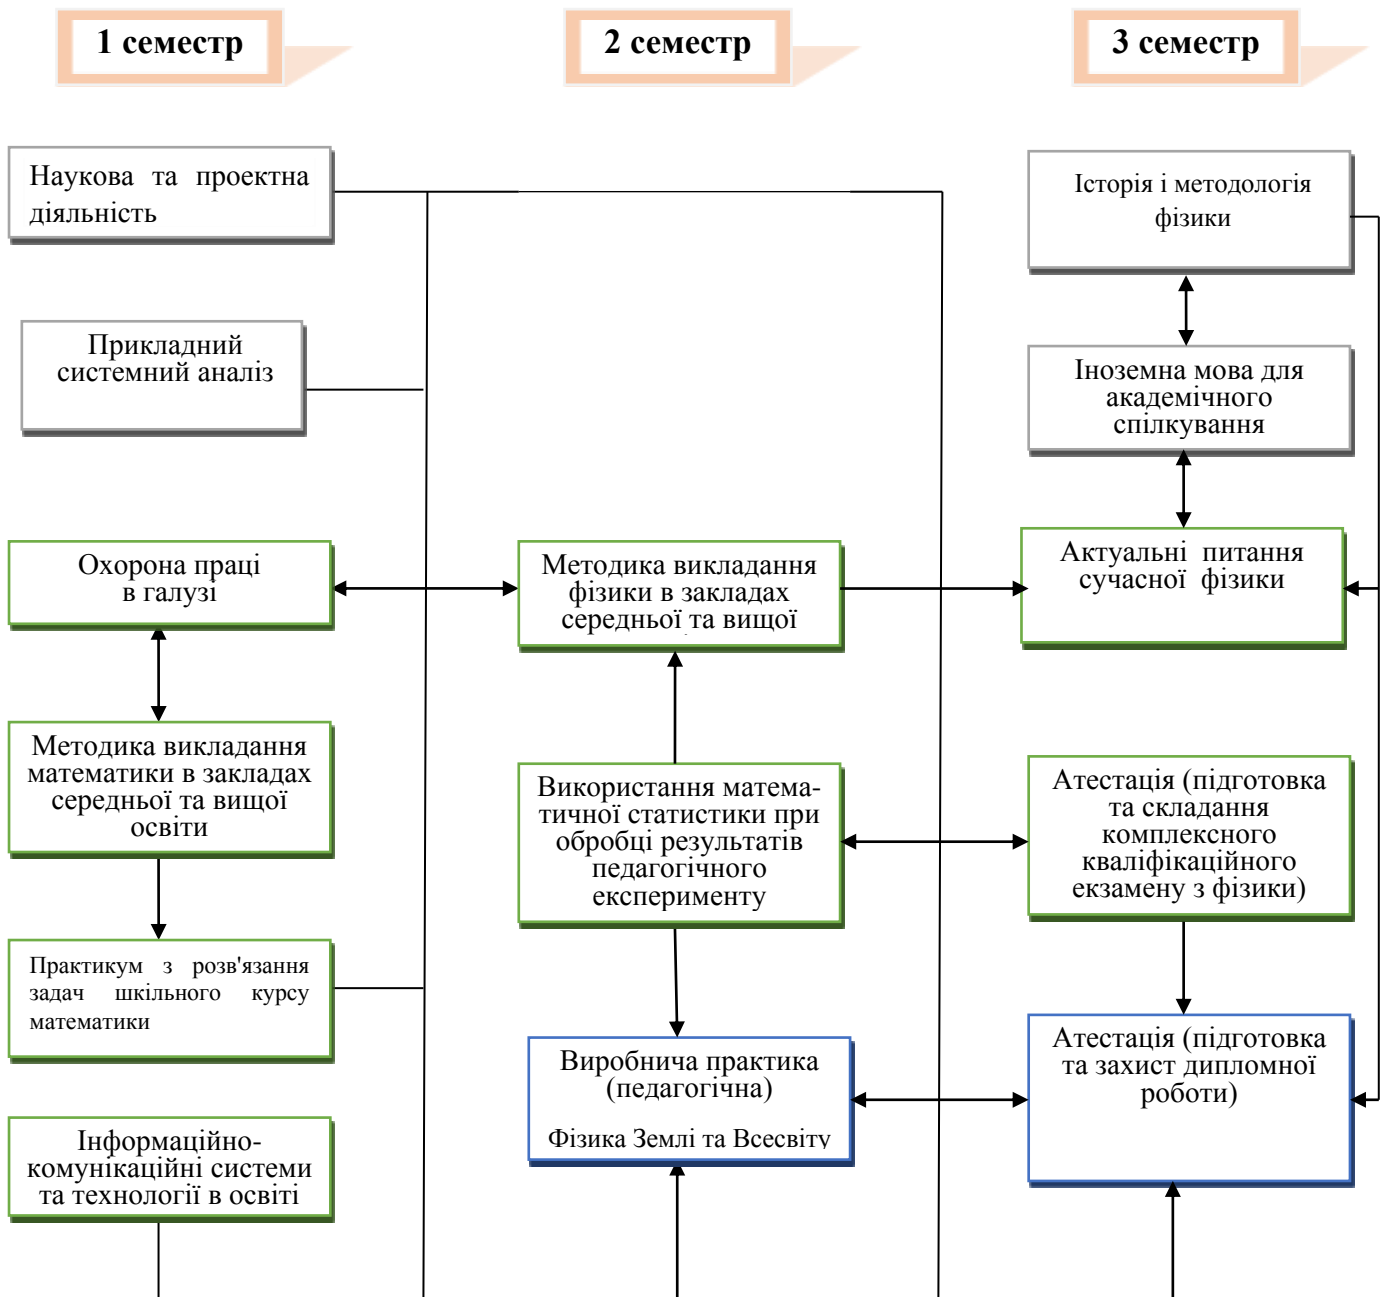 1 семестр
2 семестр
3 семестр
Наукова та проектна
діяльність
Прикладний
системний аналіз
Охорона праці
в галузі
Методика викладання
математики в закладах
середньої та вищої
освіти
Практикум з розв'язання
задач шкільного курсу
математики
Інформаційно-
комунікаційні системи
та технології в освіті
Методика викладання
фізики в закладах
середньої та вищої
Використання матема-
тичної статистики при
обробці результатів
педагогічного
експерименту
Виробнича практика
(педагогічна)
Фізика Землі та Всесвіту
Історія і методологія
фізики
Іноземна мова для
академічного
спілкування
Актуальні питання
сучасної фізики
Атестація (підготовка
та складання
комплексного
кваліфікаційного
екзамену з фізики)
Атестація (підготовка
та захист дипломної
роботи)